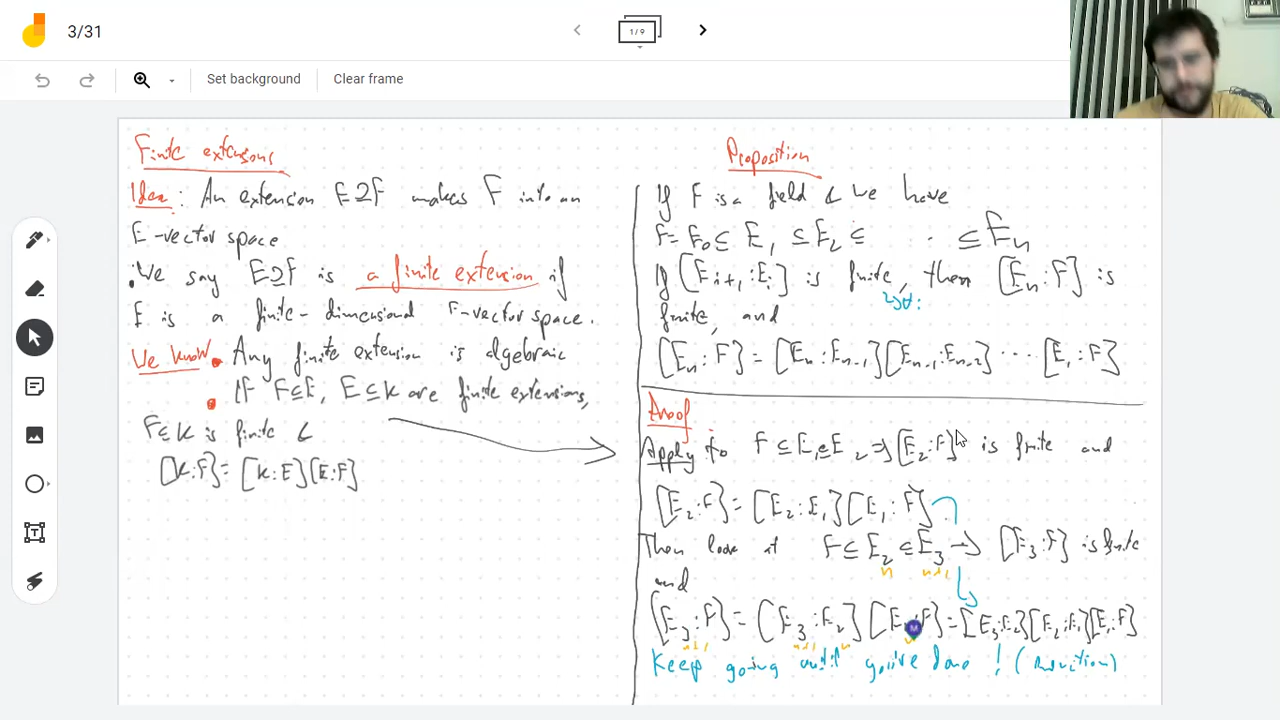 3/31
1/9
Set background
Clear frame
Finite extensions
Idea: An extension E⊇F makes F into an
E-vector space
We say E⊇F is a finite extension if
E is a finite-dimensional F-vector space.
We know • Any finite extension is algebraic
• If F⊆E, E⊆K are finite extensions,
F⊆K is finite &
[K:F]=[K:E][E:F]
Proposition
If F is a field & we have
F=F₀⊆E₁⊆E₂⊆ . ⊆Eₙ
If [Eᵢ₊₁:Eᵢ] is finite, then [Eₙ:F] is
finite, and
[Eₙ:F]=[Eₙ:Eₙ₋₁][Eₙ₋₁:Eₙ₋₂]⋯[E₁:F]
Proof
Apply to F⊆E₁⊆E₂⇒[E₂:F] is finite and
[E₂:F]=[E₂:E₁][E₁:F]
Then look at F⊆E₂⊆E₃→[E₃:F] is finite
n n+1
and
[E₃:F]=[E₃:E₂][E₂:F]=[E₃:E₂][E₂:E₁][E₁:F]
n+1 n+1 n n
Keep going until you're done! (Induction)
M